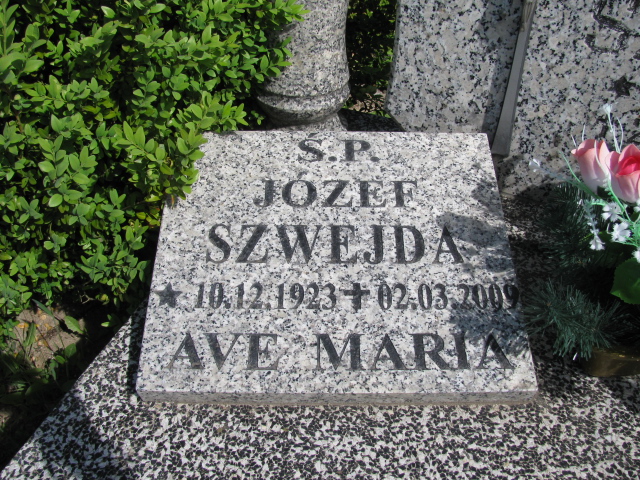 Ś.P.
JÓZEF
SZWEJDA
★ 10.12.1923 ✝ 02.03.2009
AVE MARIA